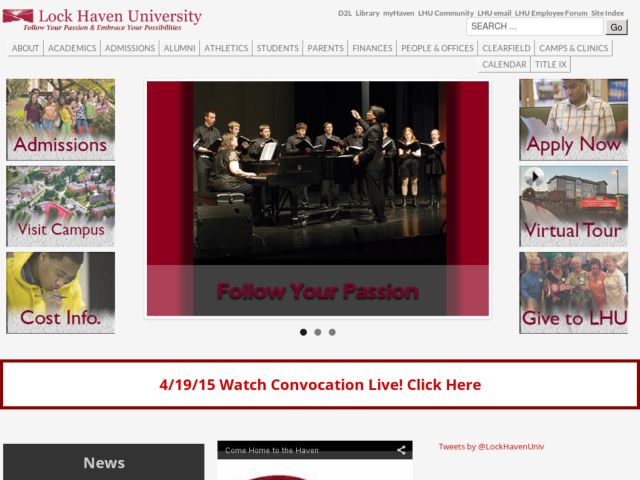 Lock Haven University
Follow Your Passion & Embrace Your Possibilities
D2L Library myHaven LHU Community LHU email LHU Employee Forum Site Index
SEARCH ... Go
ABOUT ACADEMICS ADMISSIONS ALUMNI ATHLETICS STUDENTS PARENTS FINANCES PEOPLE & OFFICES CLEARFIELD CAMPS & CLINICS
CALENDAR TITLE IX
Admissions
Apply Now
Visit Campus
Virtual Tour
Cost Info.
Follow Your Passion
Give to LHU
4/19/15 Watch Convocation Live! Click Here
News
Come Home to the Haven
Tweets by @LockHavenUniv